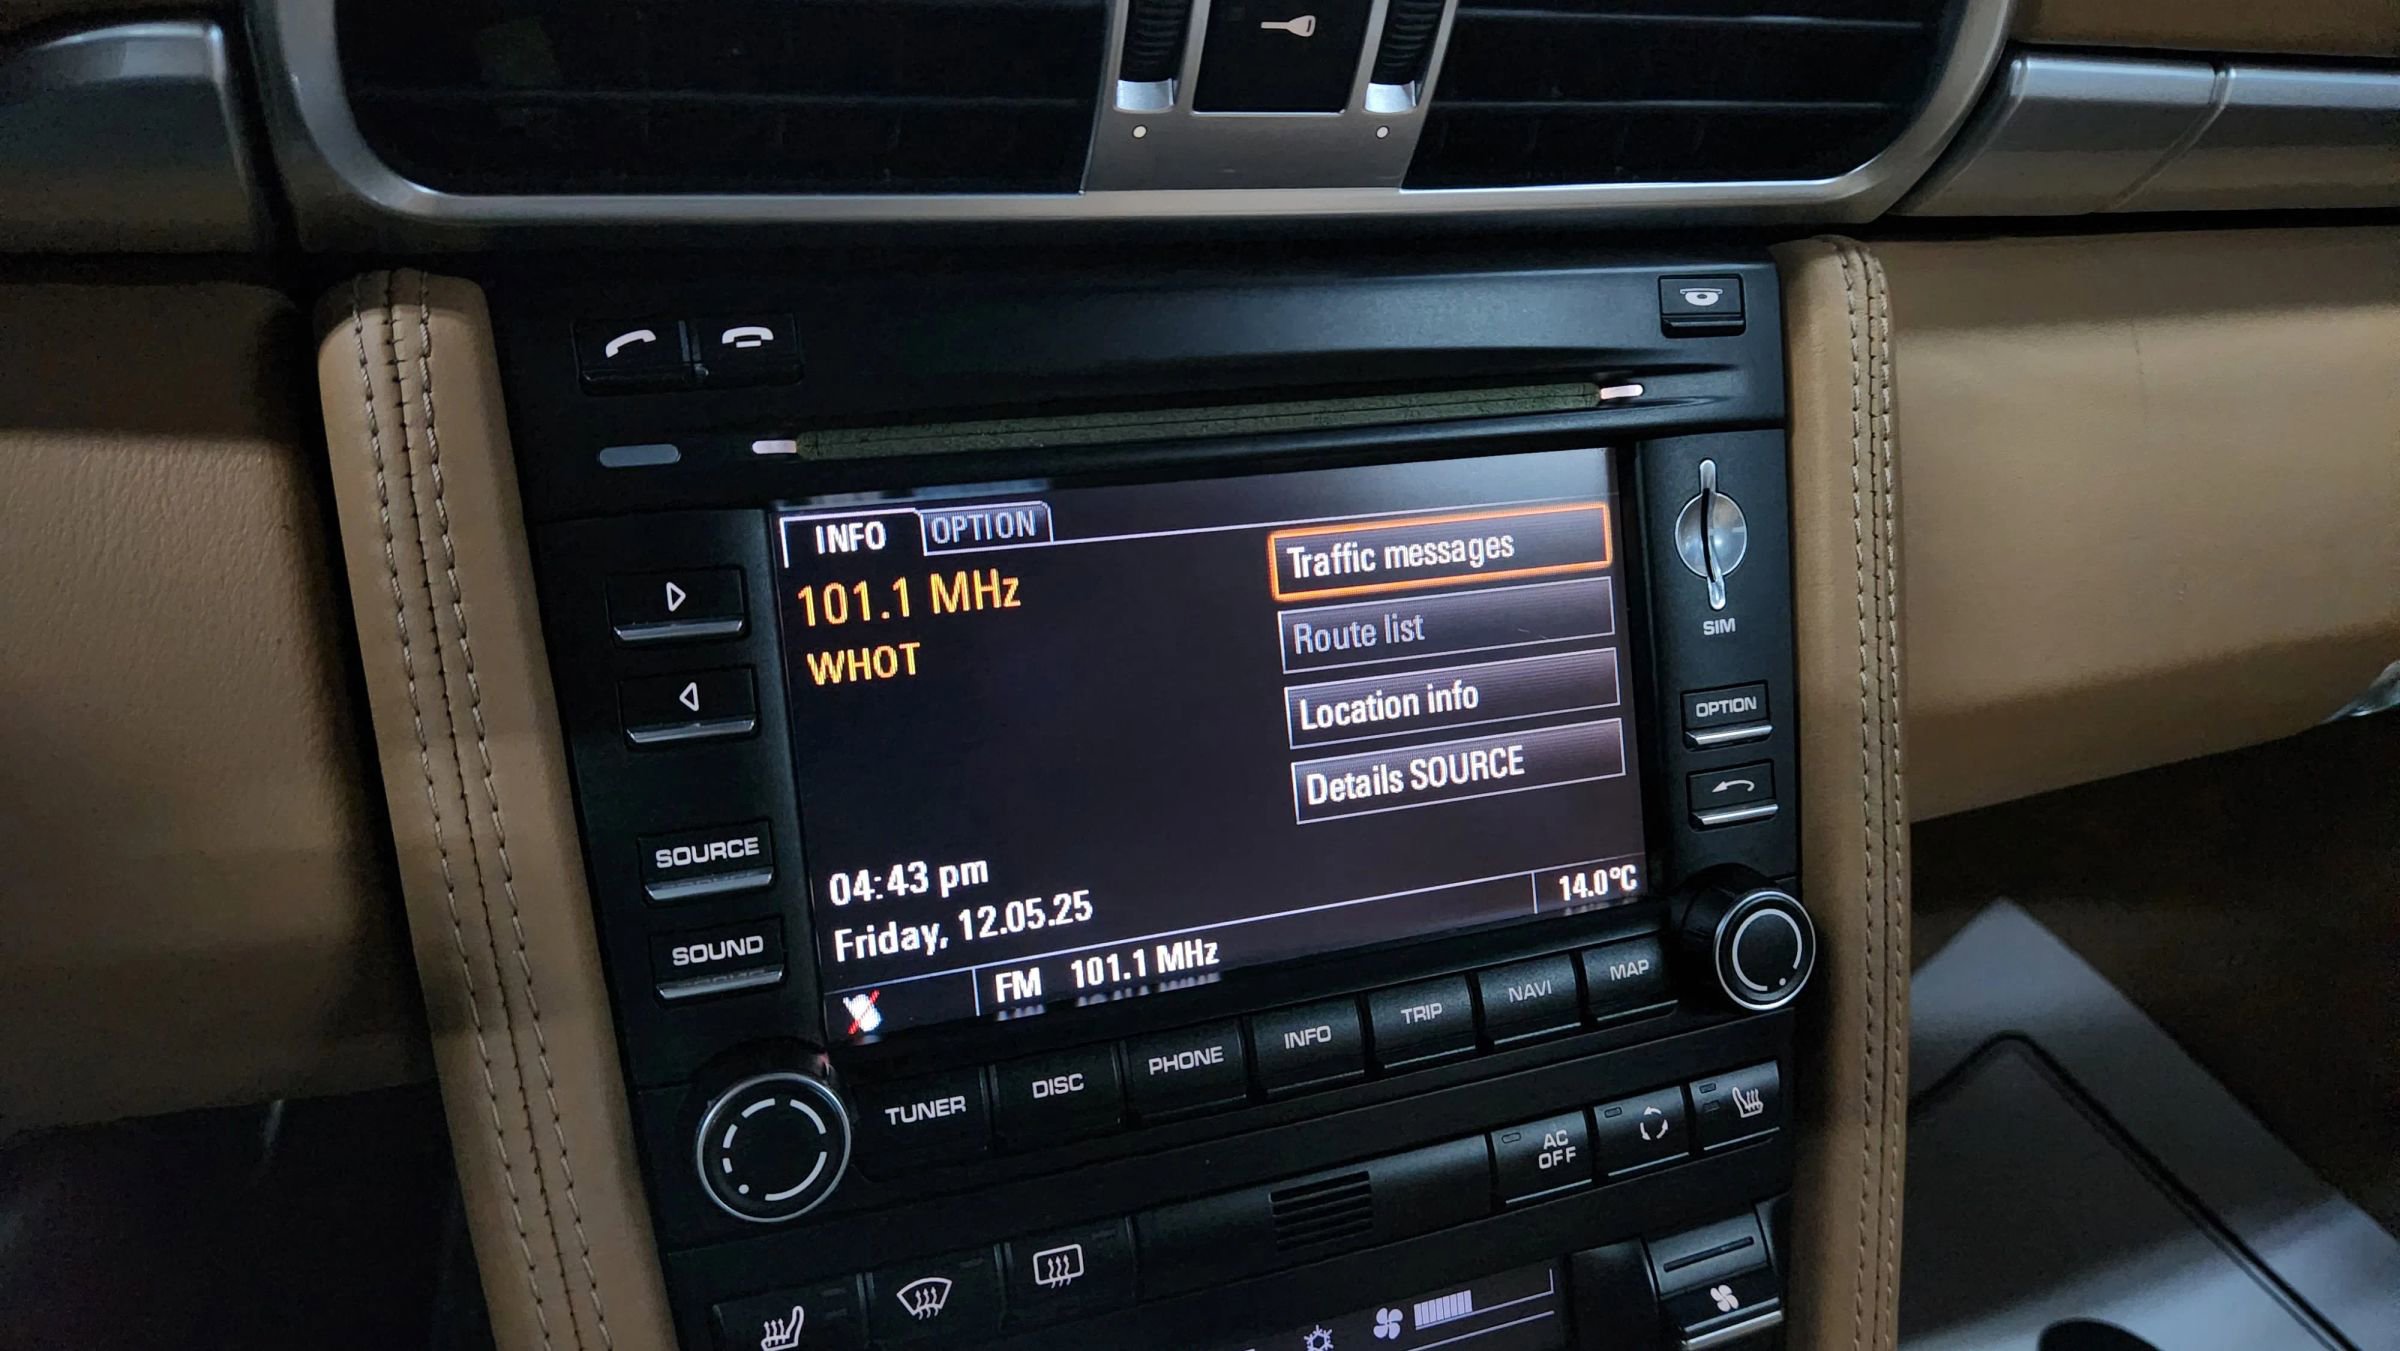 INFO
OPTION
101.1 MHz
WHOT
Traffic messages
Route list
Location info
Details SOURCE
04:43 pm
Friday, 12.05.25
14.0°C
FM 101.1 MHz
SIM
OPTION
SOURCE
SOUND
TUNER
DISC
PHONE
INFO
TRIP
NAVI
MAP
AC
OFF